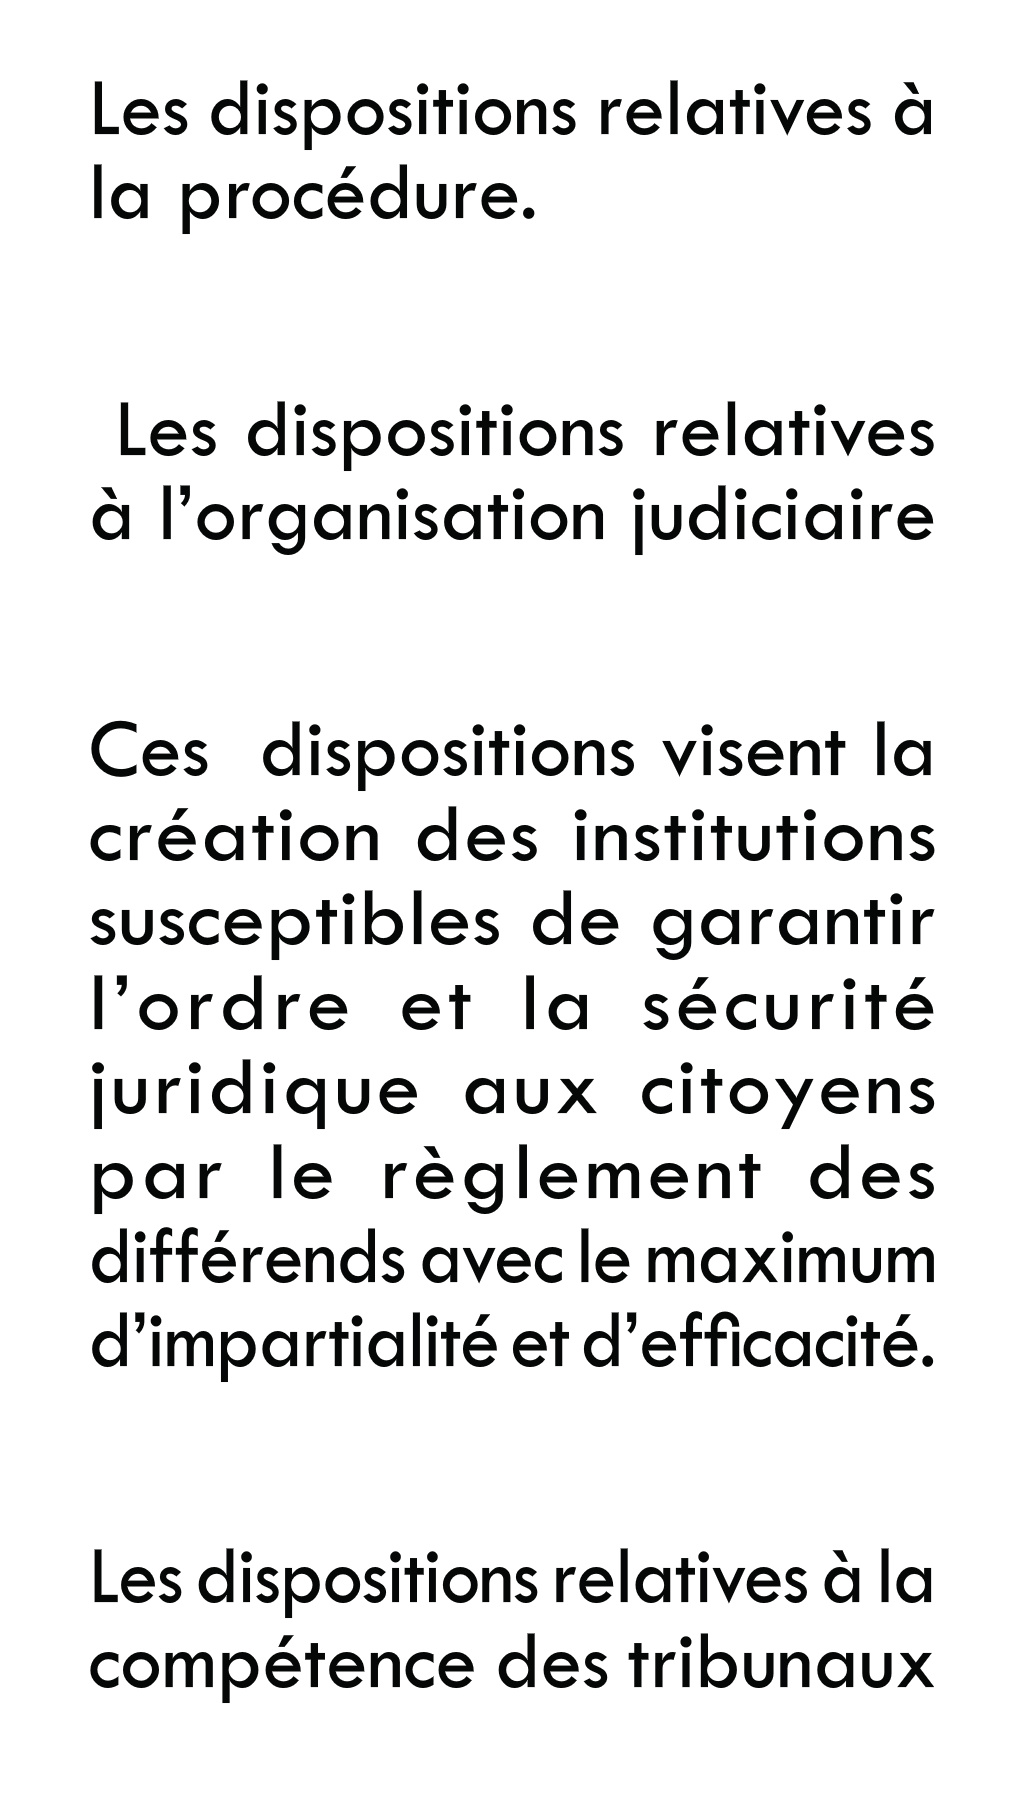 Les dispositions relatives à
la procédure.
Les dispositions relatives
à l’organisation judiciaire
Ces dispositions visent la
création des institutions
susceptibles de garantir
l’ordre et la sécurité
juridique aux citoyens
par le règlement des
différends avec le maximum
d’impartialité et d’efficacité.
Les dispositions relatives à la
compétence des tribunaux